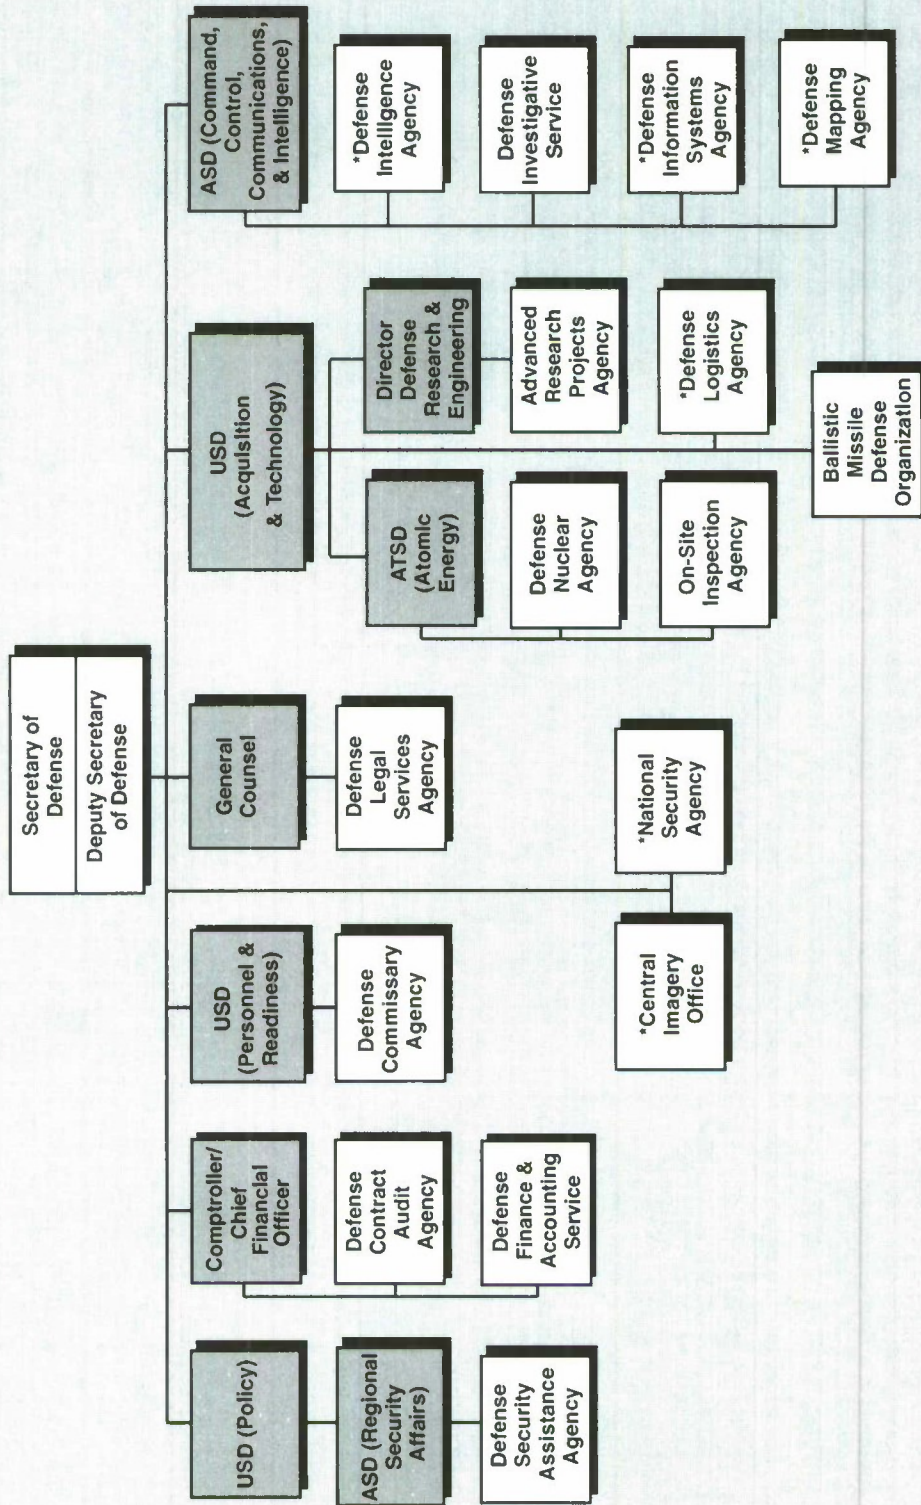 Secretary of
Defense
Deputy Secretary
of Defense
USD (Policy)
ASD (Regional
Security
Affairs)
Defense
Security
Assistance
Agency
Comptroller/
Chief
Financial
Officer
Defense
Contract
Audit
Agency
Defense
Finance &
Accounting
Service
USD
(Personnel &
Readiness)
Defense
Commissary
Agency
*Central
Imagery
Office
*National
Security
Agency
General
Counsel
Defense
Legal
Services
Agency
USD
(Acquisition
& Technology)
ATSD
(Atomic
Energy)
Defense
Nuclear
Agency
On-Site
Inspection
Agency
Director
Defense
Research &
Engineering
Advanced
Research
Projects
Agency
*Defense
Logistics
Agency
Ballistic
Missile
Defense
Organization
ASD (Command,
Control,
Communications,
& Intelligence)
*Defense
Intelligence
Agency
Defense
Investigative
Service
*Defense
Information
Systems
Agency
*Defense
Mapping
Agency